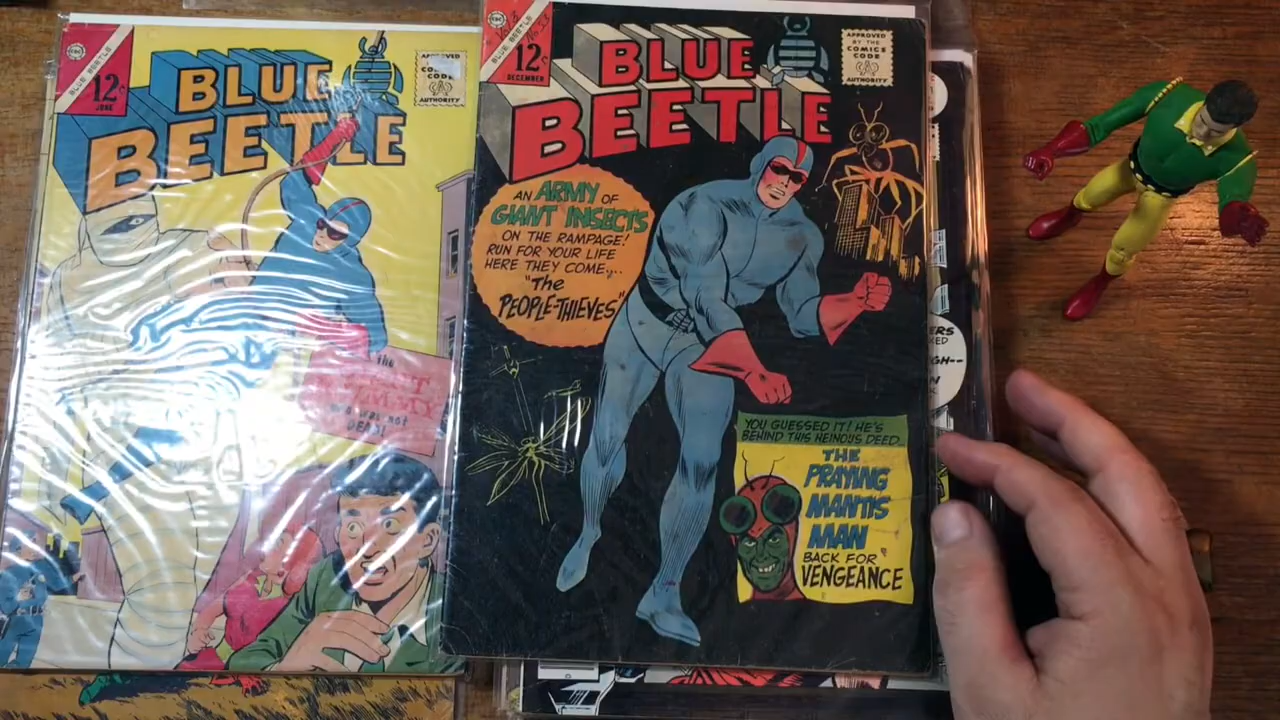 CDC
BLUE BEETLE
12¢
JUNE
APPROVED
CODE
AUTHORITY
BLUE
BEETLE
the
was not
DEAD!
CDC
BLUE BEETLE
12¢
DECEMBER
APPROVED
BY THE
COMICS
CODE
AUTHORITY
BLUE
BEETLE
AN ARMY OF
GIANT INSECTS
ON THE RAMPAGE!
RUN FOR YOUR LIFE
HERE THEY COME...
"The
PEOPLE-THIEVES"
YOU GUESSED IT! HE'S
BEHIND THIS HEINOUS DEED...
THE
PRAYING
MANTIS
MAN
BACK FOR
VENGEANCE